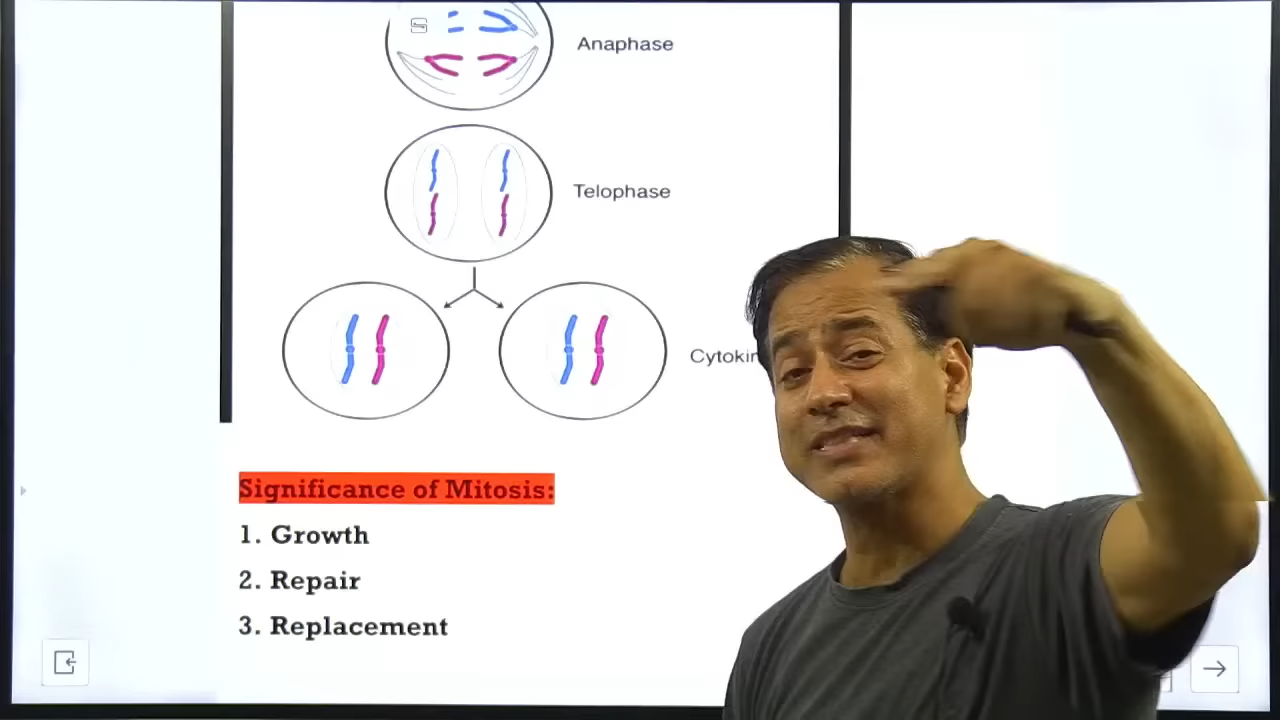 Anaphase
Telophase
Significance of Mitosis:
1. Growth
2. Repair
3. Replacement